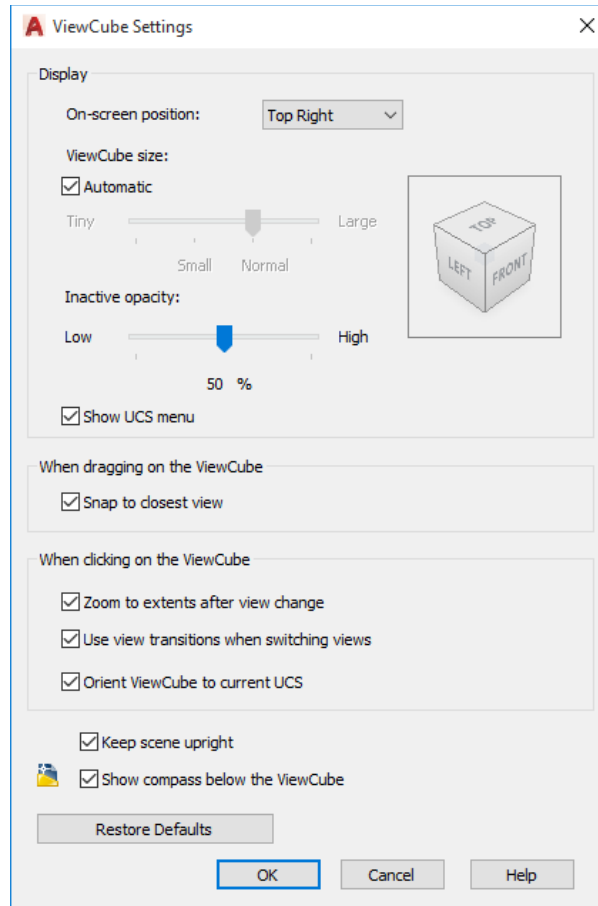 ViewCube Settings
Display
On-screen position: Top Right
ViewCube size:
Automatic
Tiny Large
Small Normal
TOP
LEFT FRONT
Inactive opacity:
Low High
50 %
Show UCS menu
When dragging on the ViewCube
Snap to closest view
When clicking on the ViewCube
Zoom to extents after view change
Use view transitions when switching views
Orient ViewCube to current UCS
Keep scene upright
Show compass below the ViewCube
Restore Defaults
OK Cancel Help